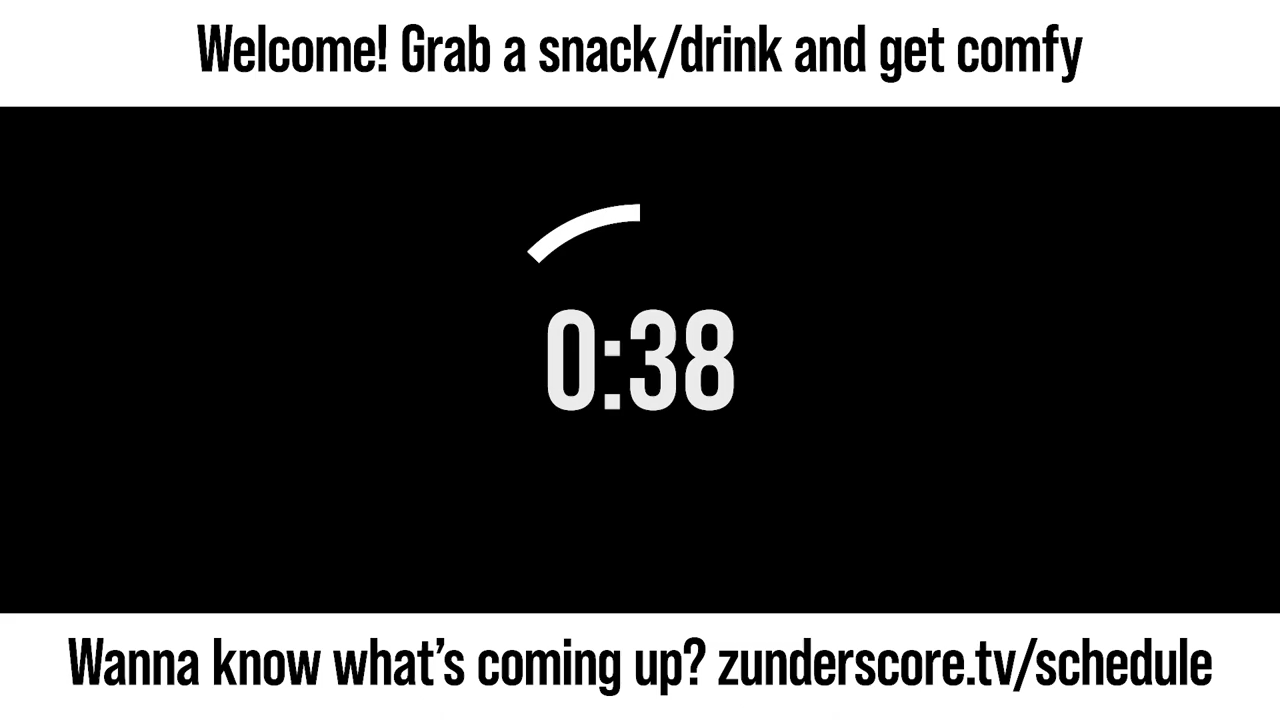 Welcome! Grab a snack/drink and get comfy
0:38
Wanna know what's coming up? zunderscore.tv/schedule